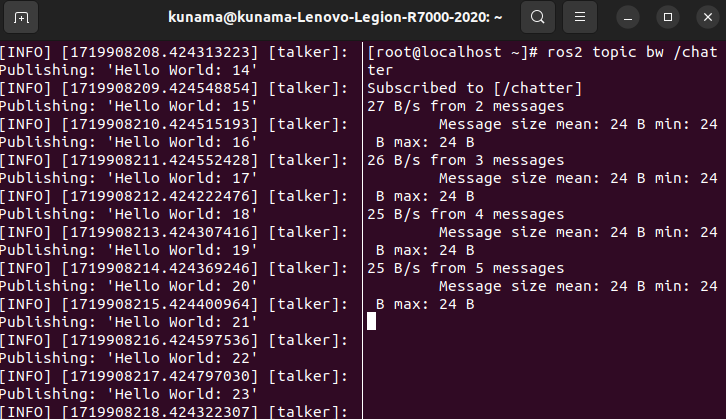 kunama@kunama-Lenovo-Legion-R7000-2020: ~
[INFO] [1719908208.424313223] [talker]:
Publishing: 'Hello World: 14'
[INFO] [1719908209.424548854] [talker]:
Publishing: 'Hello World: 15'
[INFO] [1719908210.424515193] [talker]:
Publishing: 'Hello World: 16'
[INFO] [1719908211.424552428] [talker]:
Publishing: 'Hello World: 17'
[INFO] [1719908212.424222476] [talker]:
Publishing: 'Hello World: 18'
[INFO] [1719908213.424307416] [talker]:
Publishing: 'Hello World: 19'
[INFO] [1719908214.424369246] [talker]:
Publishing: 'Hello World: 20'
[INFO] [1719908215.424400964] [talker]:
Publishing: 'Hello World: 21'
[INFO] [1719908216.424597536] [talker]:
Publishing: 'Hello World: 22'
[INFO] [1719908217.424797030] [talker]:
Publishing: 'Hello World: 23'
[INFO] [1719908218.424322307] [talker]:
[root@localhost ~]# ros2 topic bw /chat
ter
Subscribed to [/chatter]
27 B/s from 2 messages
Message size mean: 24 B min: 24
B max: 24 B
26 B/s from 3 messages
Message size mean: 24 B min: 24
B max: 24 B
25 B/s from 4 messages
Message size mean: 24 B min: 24
B max: 24 B
25 B/s from 5 messages
Message size mean: 24 B min: 24
B max: 24 B